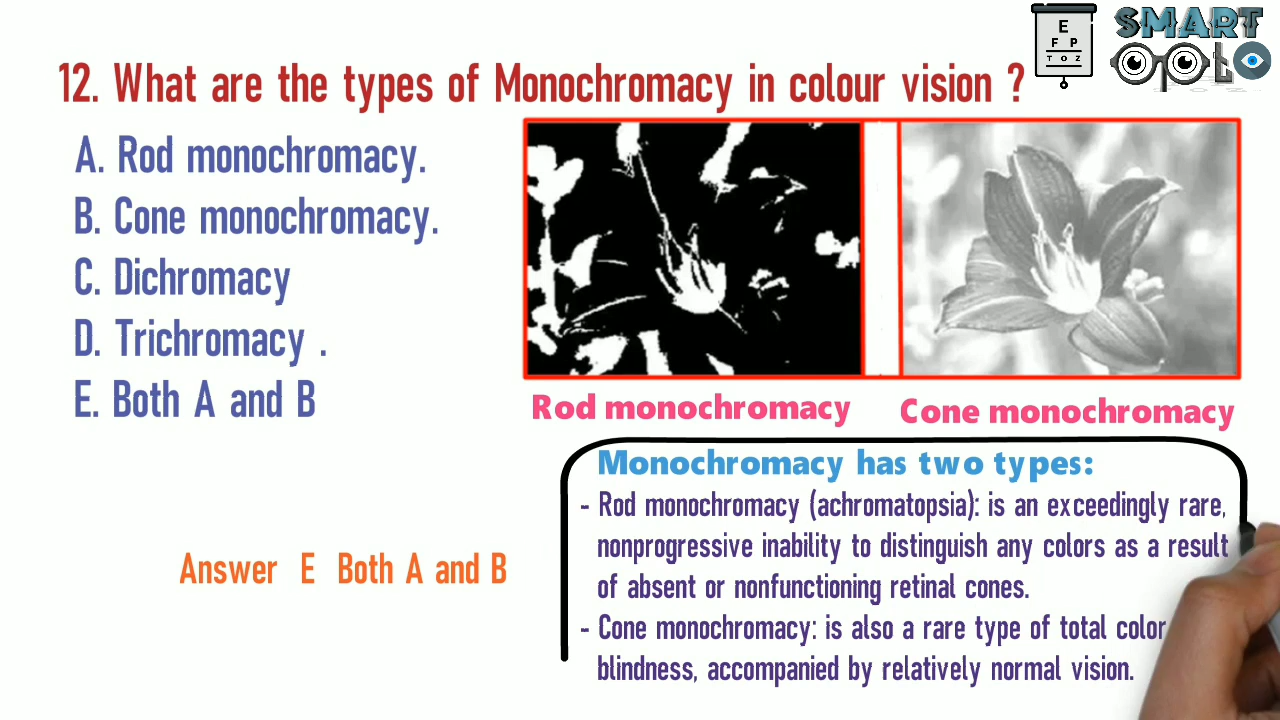 SMART
E
F P
T O Z
12. What are the types of Monochromacy in colour vision ?
A. Rod monochromacy.
B. Cone monochromacy.
C. Dichromacy
D. Trichromacy .
E. Both A and B
Rod monochromacy
Cone monochromacy
Monochromacy has two types:
- Rod monochromacy (achromatopsia): is an exceedingly rare,
nonprogressive inability to distinguish any colors as a result
of absent or nonfunctioning retinal cones.
- Cone monochromacy: is also a rare type of total color
blindness, accompanied by relatively normal vision.
Answer E Both A and B